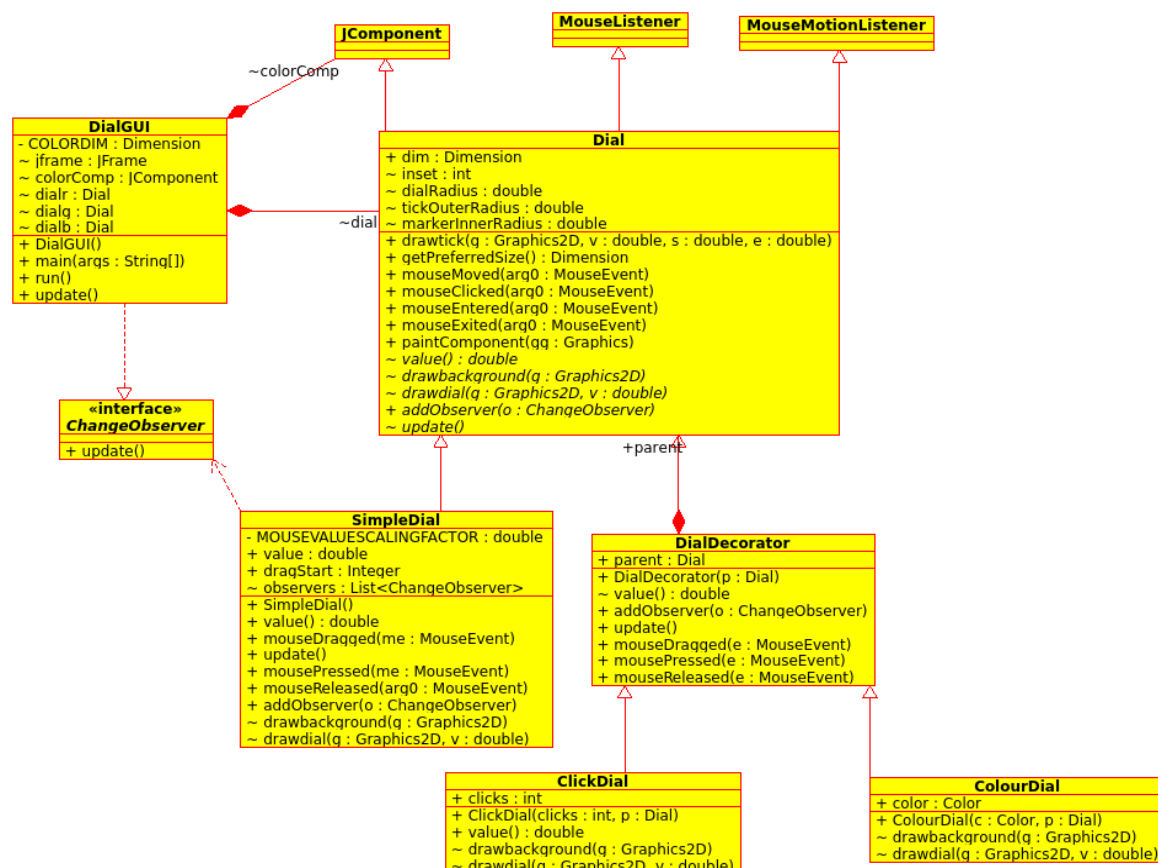 JComponent
MouseListener
MouseMotionListener
~colorComp
DialGUI
- COLORDIM : Dimension
~ jframe : JFrame
~ colorComp : JComponent
~ dialr : Dial
~ dialg : Dial
~ dialb : Dial
+ DialGUI()
+ main(args : String[])
+ run()
+ update()
~dial
Dial
+ dim : Dimension
~ inset : int
~ dialRadius : double
~ tickOuterRadius : double
~ markerInnerRadius : double
+ drawtick(g : Graphics2D, v : double, s : double, e : double)
+ getPreferredSize() : Dimension
+ mouseMoved(arg0 : MouseEvent)
+ mouseClicked(arg0 : MouseEvent)
+ mouseEntered(arg0 : MouseEvent)
+ mouseExited(arg0 : MouseEvent)
+ paintComponent(gg : Graphics)
~ value() : double
~ drawbackground(g : Graphics2D)
~ drawdial(g : Graphics2D, v : double)
+ addObserver(o : ChangeObserver)
~ update()
«interface»
ChangeObserver
+ update()
+parent
SimpleDial
- MOUSEVALUESCALINGFACTOR : double
+ value : double
+ dragStart : Integer
~ observers : List<ChangeObserver>
+ SimpleDial()
+ value() : double
+ mouseDragged(me : MouseEvent)
+ update()
+ mousePressed(me : MouseEvent)
+ mouseReleased(arg0 : MouseEvent)
+ addObserver(o : ChangeObserver)
~ drawbackground(g : Graphics2D)
~ drawdial(g : Graphics2D, v : double)
DialDecorator
+ parent : Dial
+ DialDecorator(p : Dial)
~ value() : double
+ addObserver(o : ChangeObserver)
+ update()
+ mouseDragged(e : MouseEvent)
+ mousePressed(e : MouseEvent)
+ mouseReleased(e : MouseEvent)
ClickDial
+ clicks : int
+ ClickDial(clicks : int, p : Dial)
+ value() : double
~ drawbackground(g : Graphics2D)
~ drawdial(g : Graphics2D, v : double)
ColourDial
+ color : Color
+ ColourDial(c : Color, p : Dial)
~ drawbackground(g : Graphics2D)
~ drawdial(g : Graphics2D, v : double)